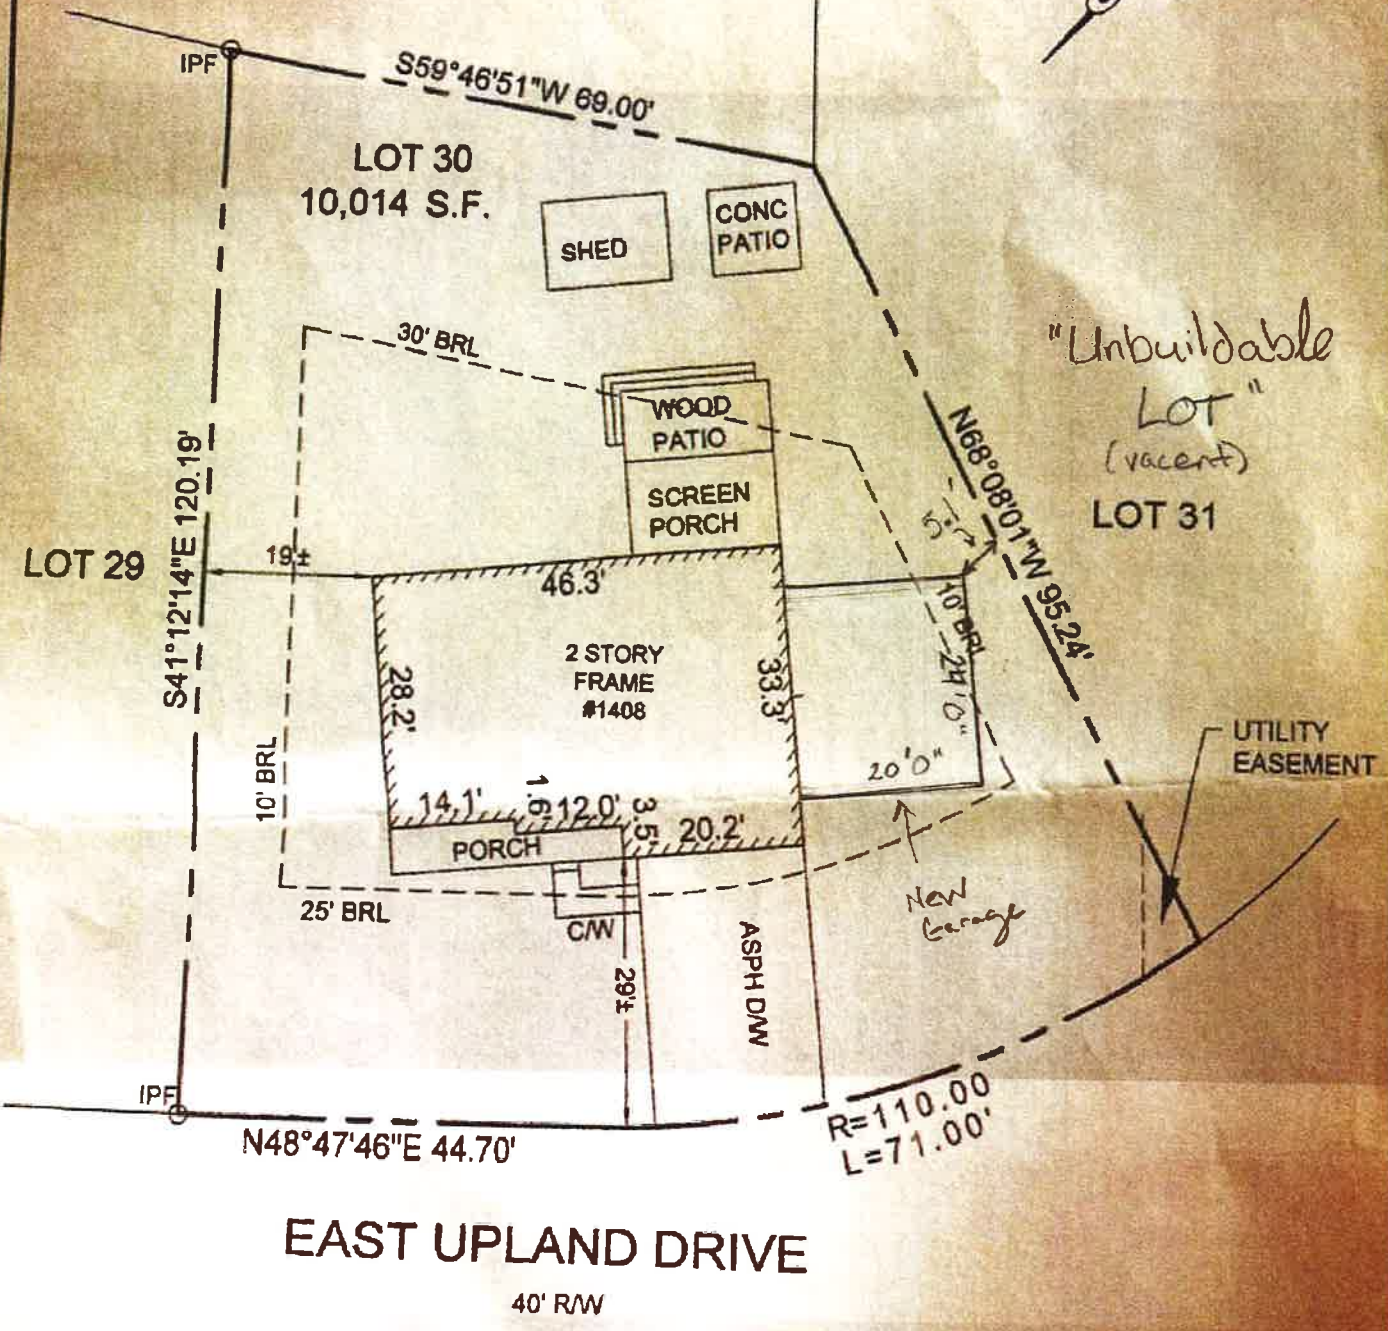 IPF
S59°46'51"W 69.00'
LOT 30
10,014 S.F.
SHED
CONC
PATIO
"Unbuildable
LOT"
(vacent)
LOT 31
30' BRL
WOOD
PATIO
SCREEN
PORCH
N68°08'01"W 95.24'
LOT 29
S41°12'14"E 120.19'
19'±
46.3'
10' BRL
24'0"
2 STORY
FRAME
#1408
28.2'
33.3'
20'0"
UTILITY
EASEMENT
10' BRL
14.1'
1.6'
12.0'
3.5'
20.2'
PORCH
25' BRL
C/W
New
Garage
29'±
ASPH D/W
IPF
N48°47'46"E 44.70'
R=110.00
L=71.00'
EAST UPLAND DRIVE
40' R/W